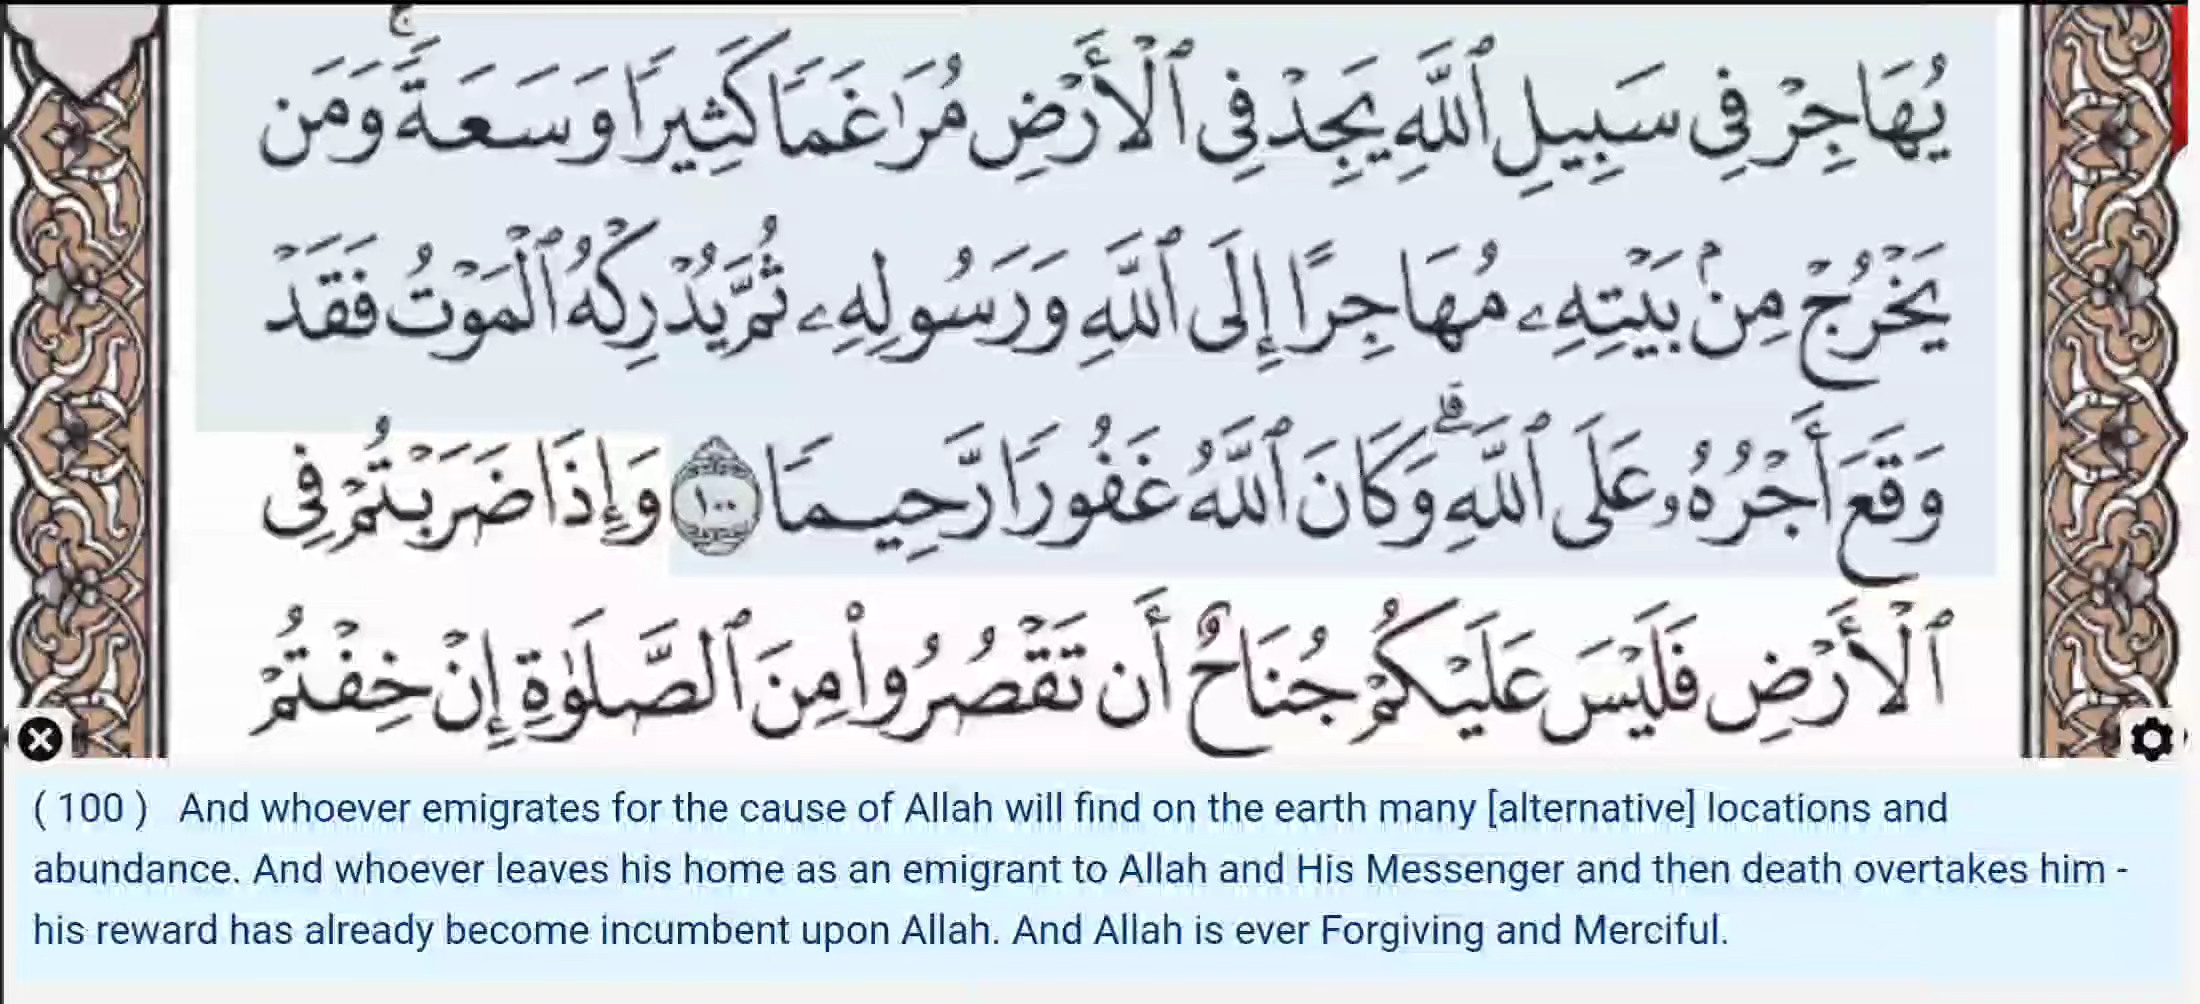 يُهَاجِرْ فِى سَبِيلِ ٱللَّهِ يَجِدْ فِى ٱلْأَرْضِ مُرَٰغَمًا كَثِيرًا وَسَعَةً ۚ وَمَن
يَخْرُجْ مِنۢ بَيْتِهِۦ مُهَاجِرًا إِلَى ٱللَّهِ وَرَسُولِهِۦ ثُمَّ يُدْرِكْهُ ٱلْمَوْتُ فَقَدْ
وَقَعَ أَجْرُهُۥ عَلَى ٱللَّهِ ۗ وَكَانَ ٱللَّهُ غَفُورًا رَّحِيمًا ١٠٠ وَإِذَا ضَرَبْتُمْ فِى
ٱلْأَرْضِ فَلَيْسَ عَلَيْكُمْ جُنَاحٌ أَن تَقْصُرُوا۟ مِنَ ٱلصَّلَوٰةِ إِنْ خِفْتُمْ
( 100 ) And whoever emigrates for the cause of Allah will find on the earth many [alternative] locations and
abundance. And whoever leaves his home as an emigrant to Allah and His Messenger and then death overtakes him -
his reward has already become incumbent upon Allah. And Allah is ever Forgiving and Merciful.